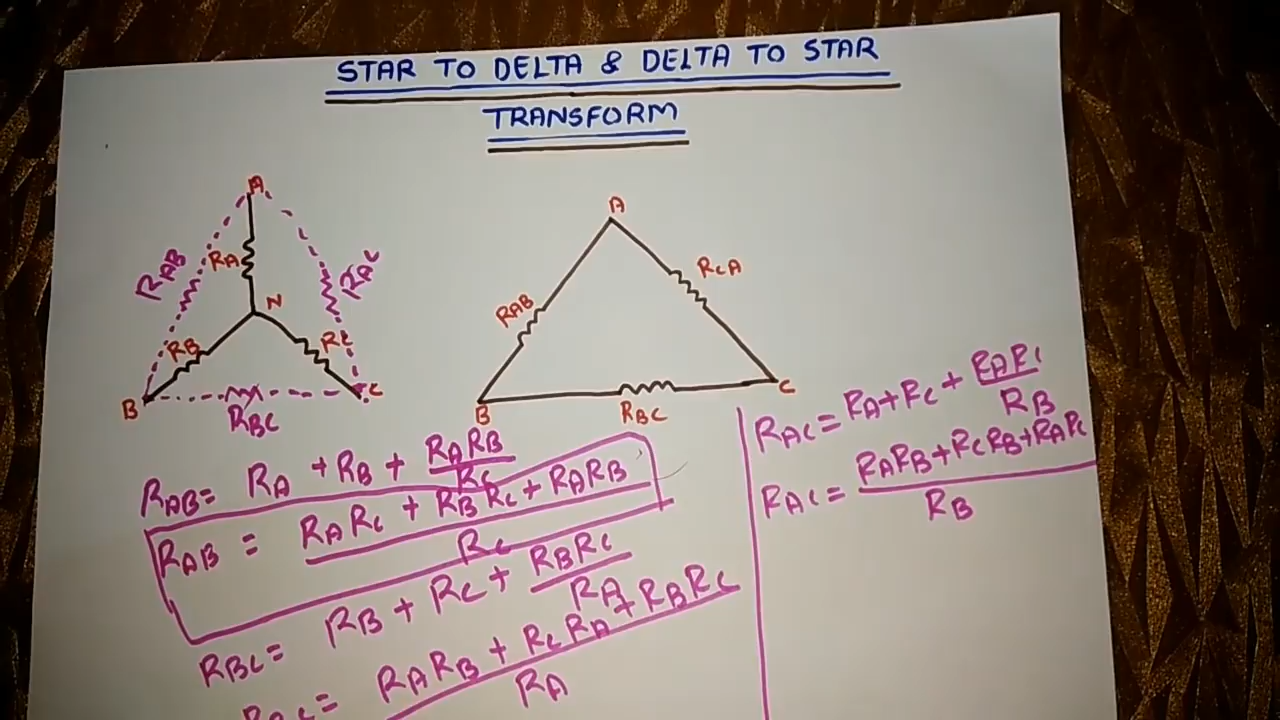 STAR TO DELTA & DELTA TO STAR
TRANSFORM
A
RAB
RA
RAC
N
RB
RC
B
C
RBC
A
RAB
RCA
B
RBC
C
RAB = RA + RB + RARB/RC
RAB = RARC + RBRC + RARB/RC
RBC = RB + RC + RBRC/RA
= RARB + RCRA + RBRC/RA
RAC = RA + RC + RARC/RB
RAC = RARB + RCRB + RARC/RB